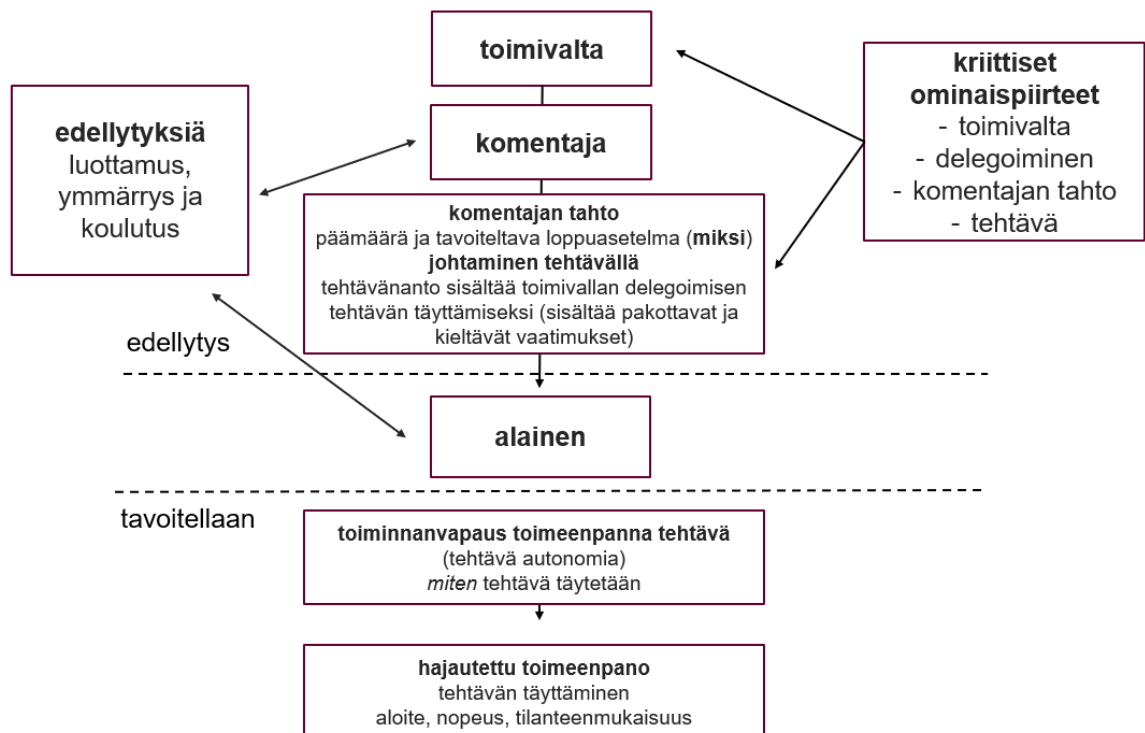 toimivalta
kriittiset
ominaispiirteet
- toimivalta
- delegoiminen
- komentajan tahto
- tehtävä
edellytyksiä
luottamus,
ymmärrys ja
koulutus
komentaja
komentajan tahto
päämäärä ja tavoiteltava loppuasetelma (miksi)
johtaminen tehtävällä
tehtävänanto sisältää toimivallan delegoimisen
tehtävän täyttämiseksi (sisältää pakottavat ja
kieltävät vaatimukset)
edellytys
alainen
tavoitellaan
toiminnanvapaus toimeenpanna tehtävä
(tehtävä autonomia)
miten tehtävä täytetään
hajautettu toimeenpano
tehtävän täyttäminen
aloite, nopeus, tilanteenmukaisuus